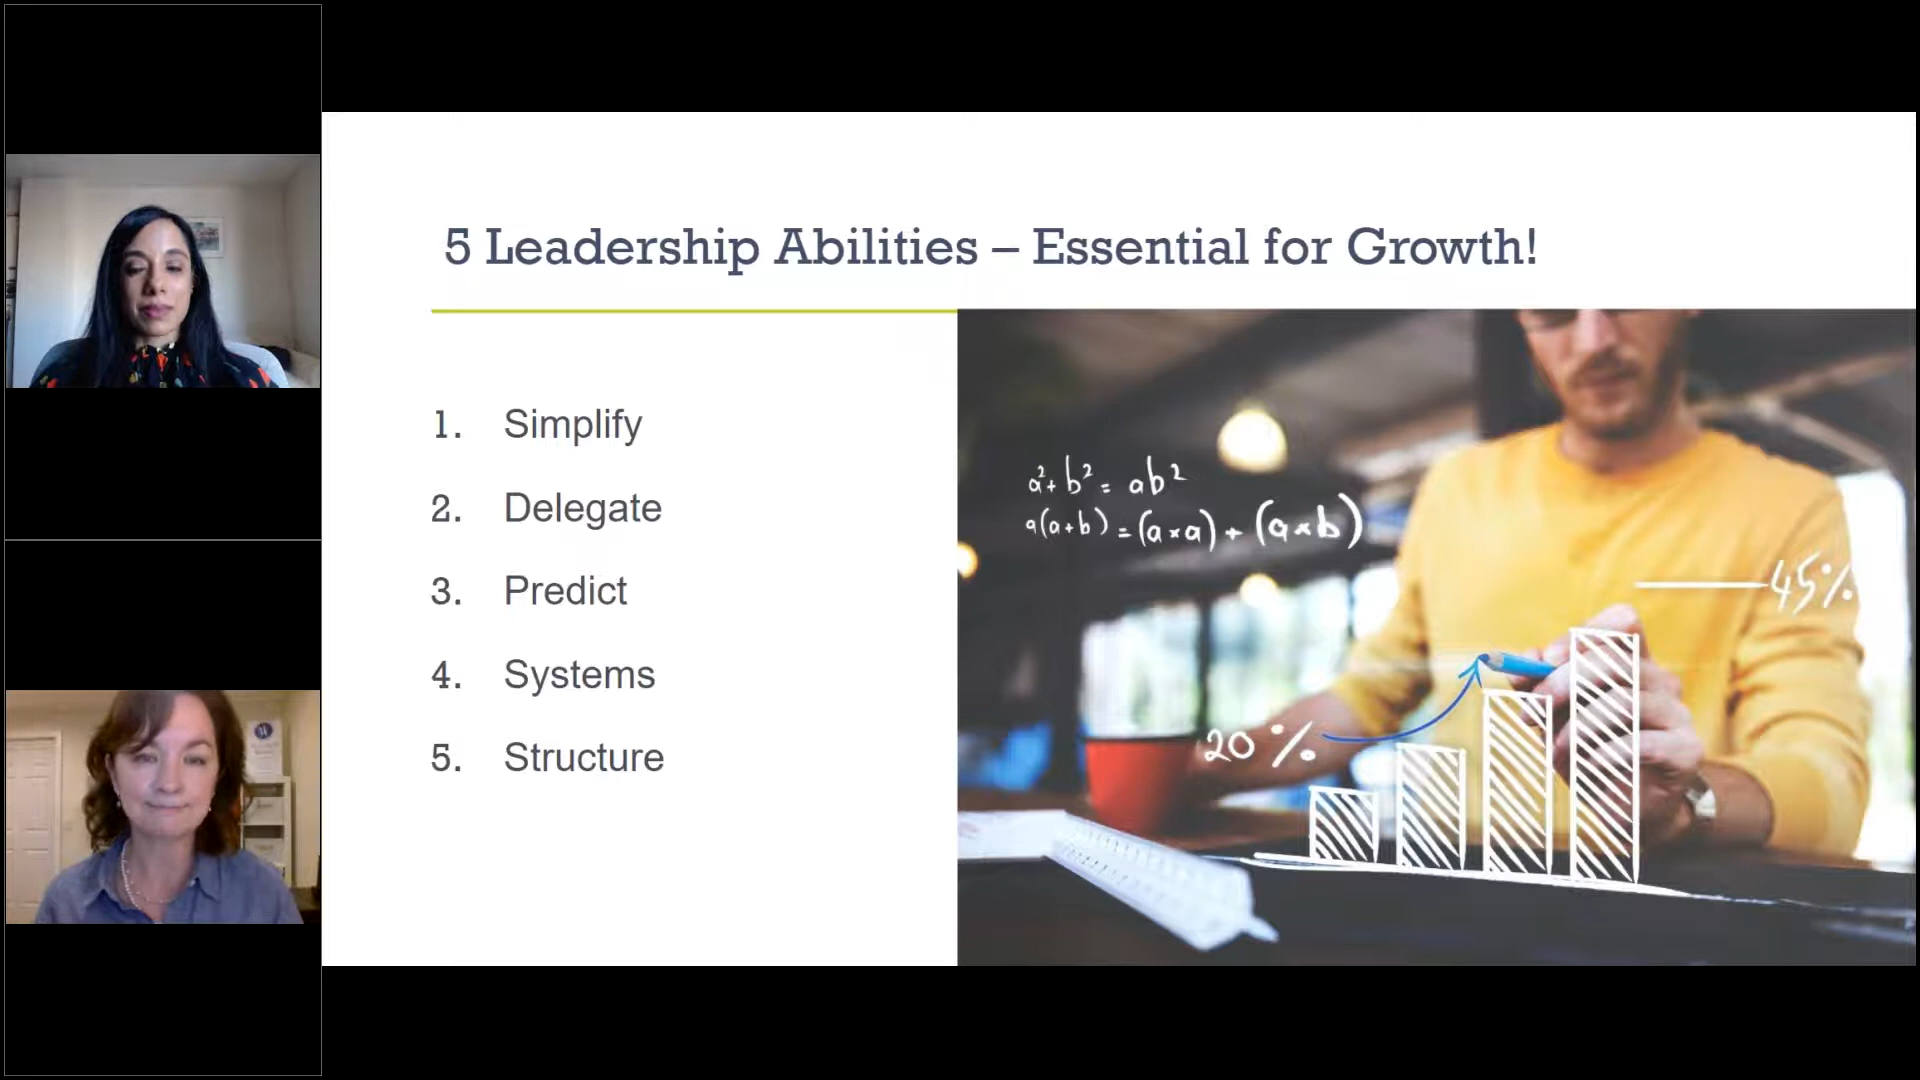 5 Leadership Abilities – Essential for Growth!
1. Simplify
2. Delegate
3. Predict
4. Systems
5. Structure
a²+b²=ab²
a(a+b)=(a×a)+(a×b)
45%
20%